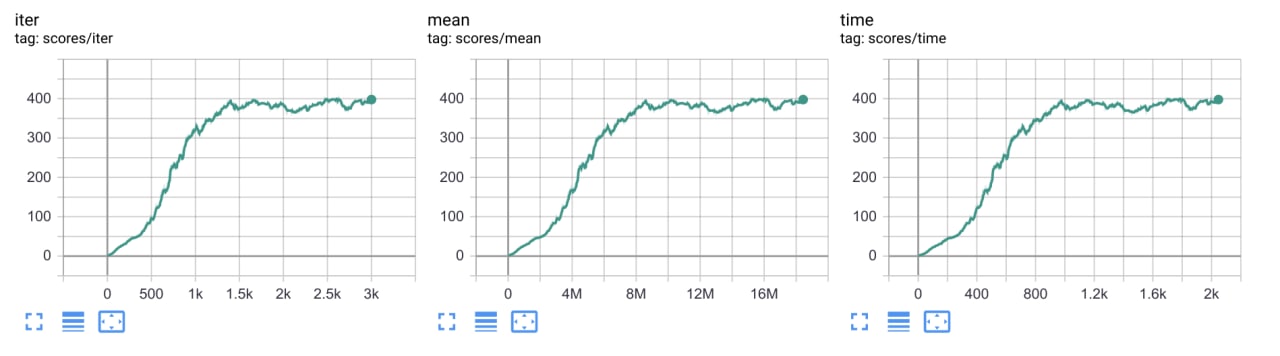 iter
tag: scores/iter
400
300
200
100
0
0 500 1k 1.5k 2k 2.5k 3k
mean
tag: scores/mean
400
300
200
100
0
0 4M 8M 12M 16M
time
tag: scores/time
400
300
200
100
0
0 400 800 1.2k 1.6k 2k